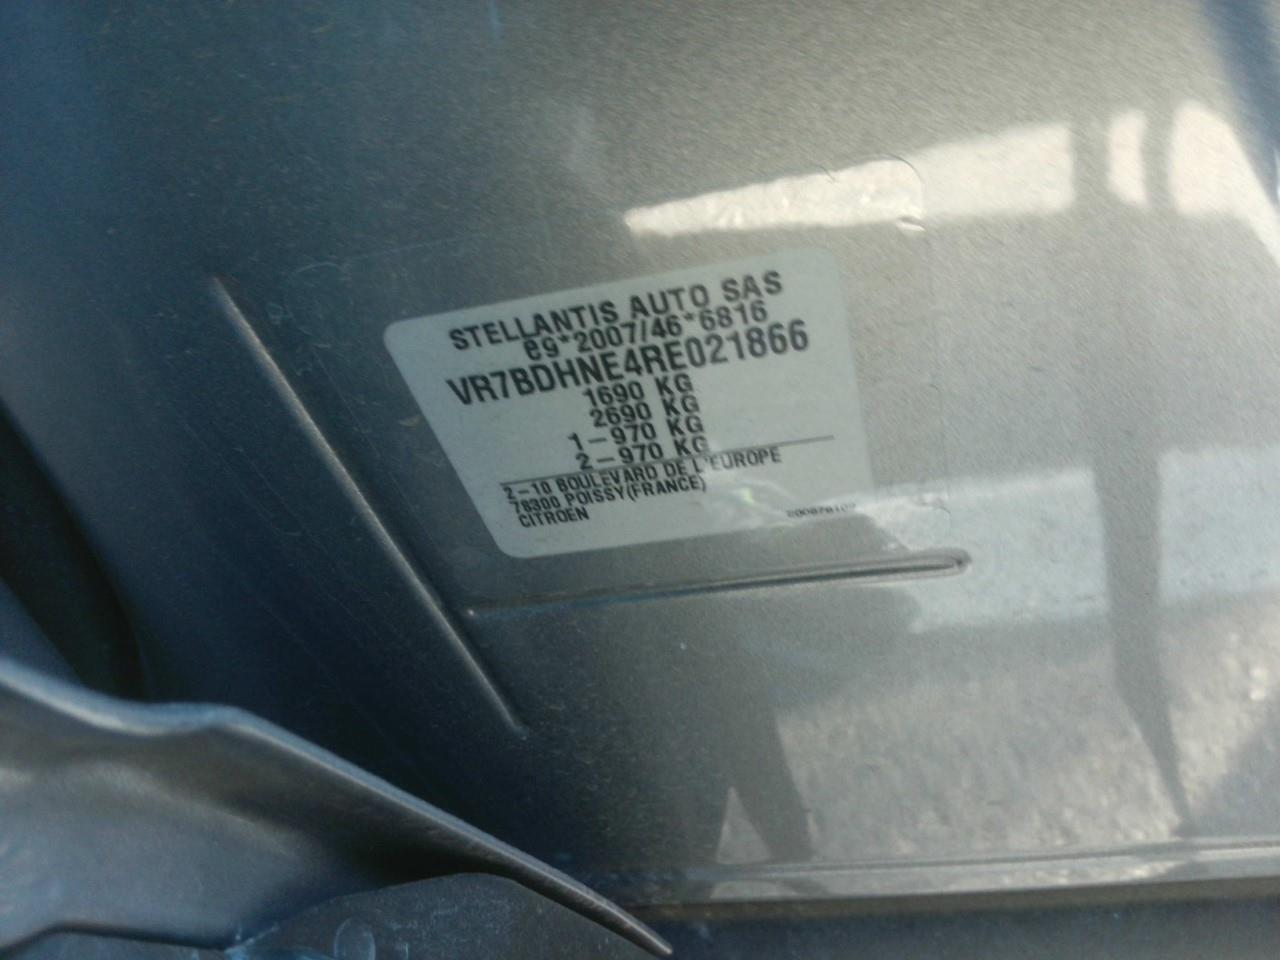 STELLANTIS AUTO SAS
e9*2007/46*6816
VR7BDHNE4RE021866
1690 KG
2690 KG
1-970 KG
2-970 KG
2-10 BOULEVARD DE L'EUROPE
78300 POISSY(FRANCE)
CITROEN